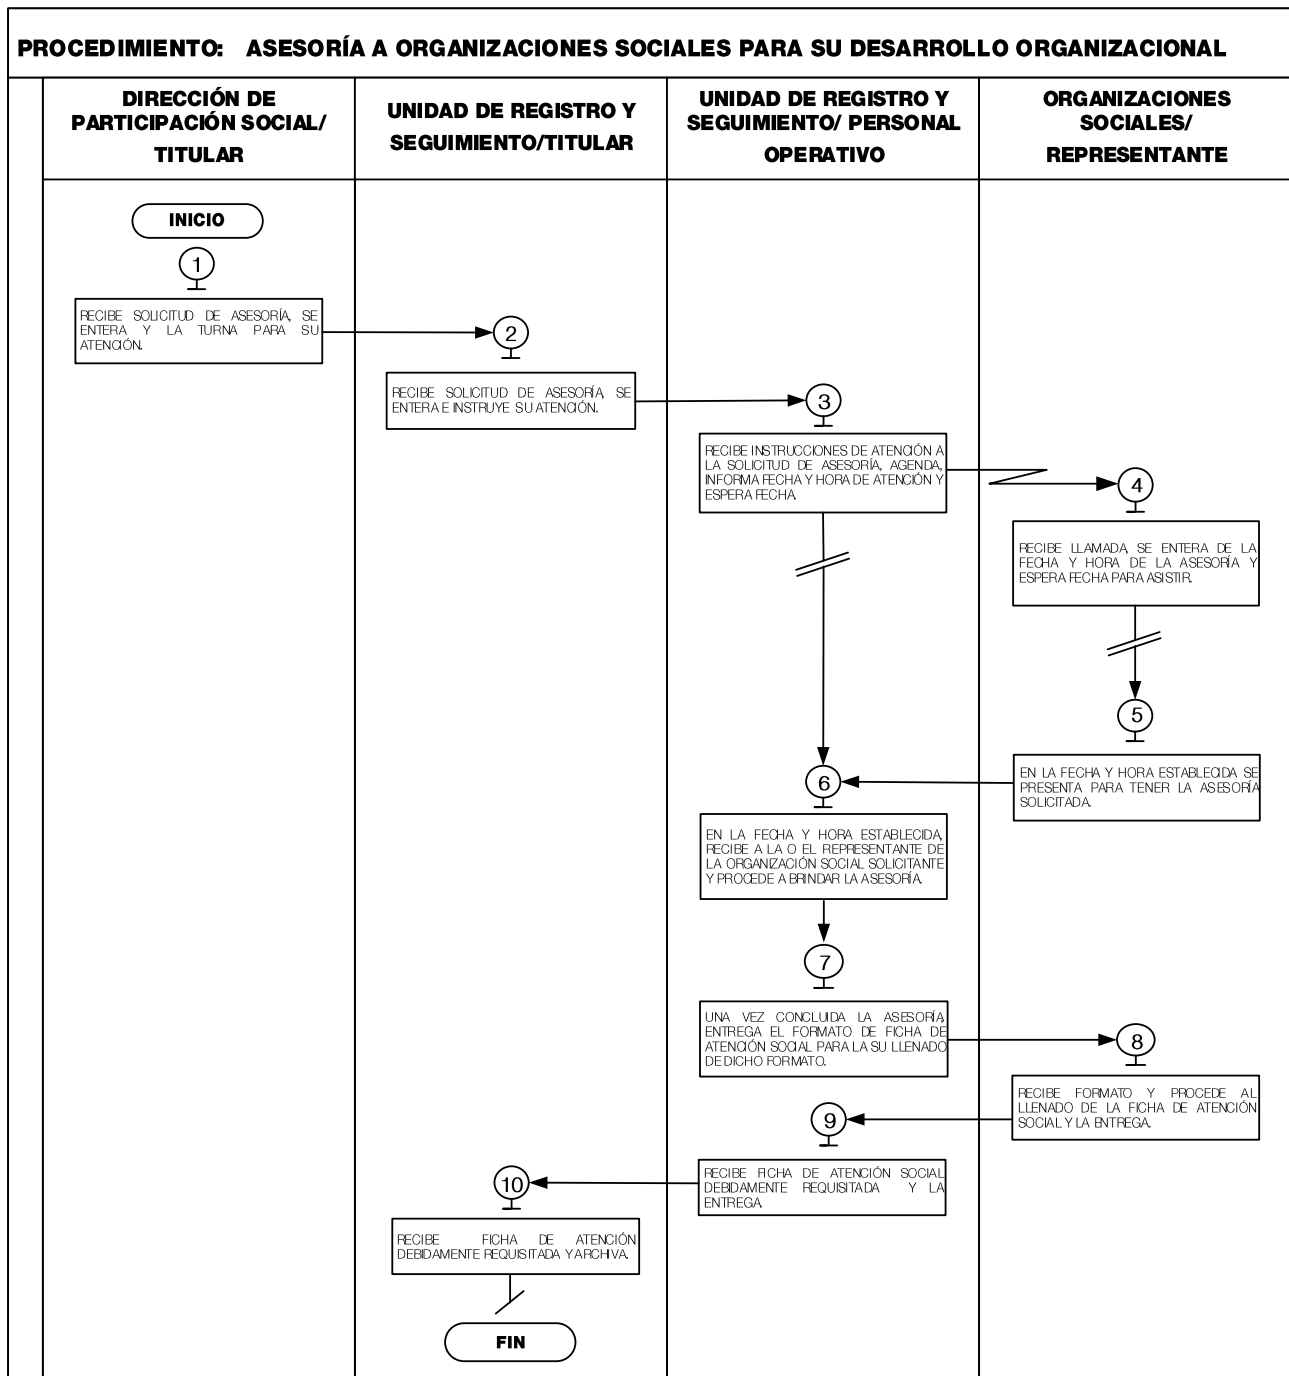 PROCEDIMIENTO: ASESORÍA A ORGANIZACIONES SOCIALES PARA SU DESARROLLO ORGANIZACIONAL
DIRECCIÓN DE
PARTICIPACIÓN SOCIAL/
TITULAR
UNIDAD DE REGISTRO Y
SEGUIMIENTO/TITULAR
UNIDAD DE REGISTRO Y
SEGUIMIENTO/ PERSONAL
OPERATIVO
ORGANIZACIONES
SOCIALES/
REPRESENTANTE
INICIO
1
RECIBE SOLICITUD DE ASESORÍA, SE
ENTERA Y LA TURNA PARA SU
ATENCIÓN.
2
RECIBE SOLICITUD DE ASESORÍA, SE
ENTERA E INSTRUYE SU ATENCIÓN.
3
RECIBE INSTRUCCIONES DE ATENCIÓN A
LA SOLICITUD DE ASESORÍA, AGENDA,
INFORMA FECHA Y HORA DE ATENCIÓN Y
ESPERA FECHA.
4
RECIBE LLAMADA, SE ENTERA DE LA
FECHA Y HORA DE LA ASESORÍA Y
ESPERA FECHA PARA ASISTIR.
5
EN LA FECHA Y HORA ESTABLECIDA SE
PRESENTA PARA TENER LA ASESORÍA
SOLICITADA.
6
EN LA FECHA Y HORA ESTABLECIDA,
RECIBE A LA O EL REPRESENTANTE DE
LA ORGANIZACIÓN SOCIAL SOLICITANTE
Y PROCEDE A BRINDAR LA ASESORÍA.
7
UNA VEZ CONCLUIDA LA ASESORÍA,
ENTREGA EL FORMATO DE FICHA DE
ATENCIÓN SOCIAL PARA LA SU LLENADO
DE DICHO FORMATO.
8
RECIBE FORMATO Y PROCEDE AL
LLENADO DE LA FICHA DE ATENCIÓN
SOCIAL Y LA ENTREGA.
9
RECIBE FICHA DE ATENCIÓN SOCIAL
DEBIDAMENTE REQUISITADA Y LA
ENTREGA.
10
RECIBE FICHA DE ATENCIÓN
DEBIDAMENTE REQUISITADA Y ARCHIVA.
FIN